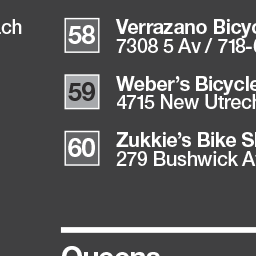 58 Verrazano Bicyc
7308 5 Av / 718-
59 Weber's Bicycle
4715 New Utrech
60 Zukkie's Bike S
279 Bushwick A
Queens